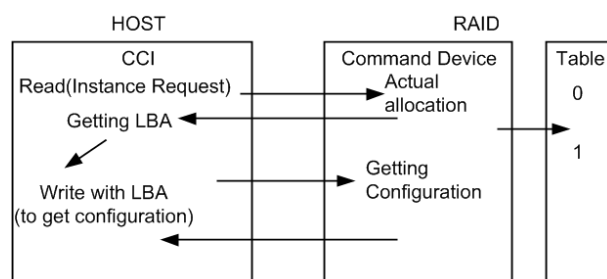 HOST
RAID
CCI
Read(Instance Request)
Getting LBA
Write with LBA
(to get configuration)
Command Device
Actual
allocation
Getting
Configuration
Table
0
1